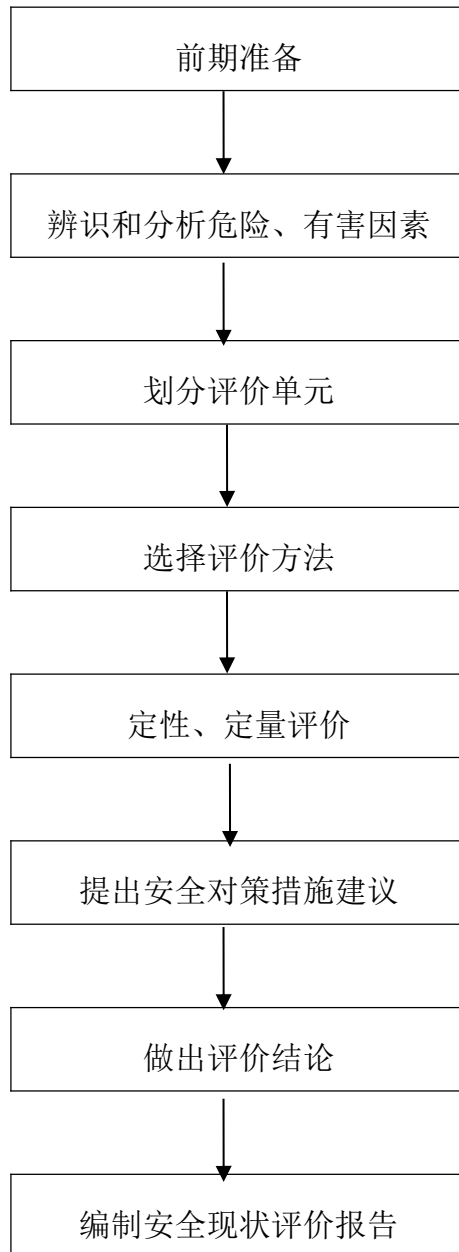 前期准备
辨识和分析危险、有害因素
划分评价单元
选择评价方法
定性、定量评价
提出安全对策措施建议
做出评价结论
编制安全现状评价报告